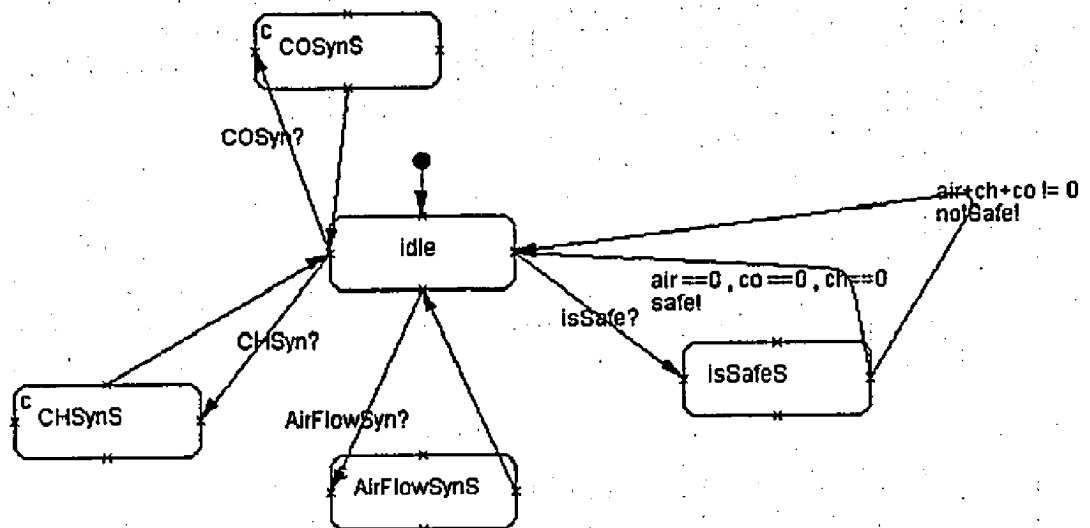 C
COSynS
COSyn?
air+ch+co != 0
notSafe!
idle
air==0 , co ==0 , ch==0
safe!
isSafe?
CHSyn?
isSafeS
C
CHSynS
AirFlowSyn?
AirFlowSynS